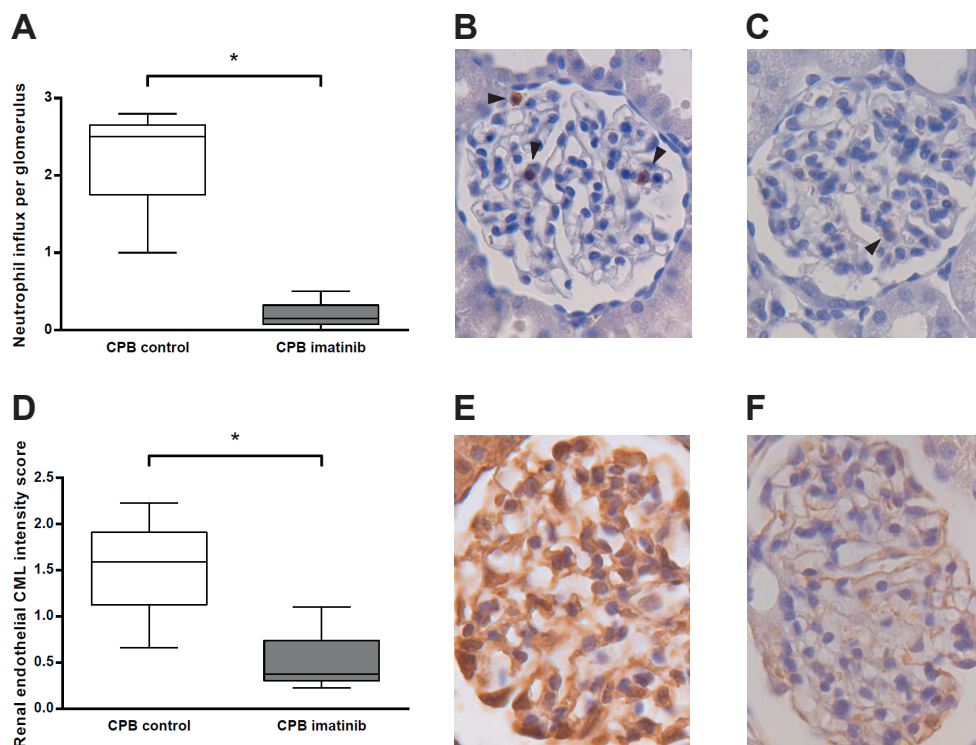 A
B
C
*
Neutrophil influx per glomerulus
3
2
1
0
CPB control
CPB imatinib
D
E
F
*
Renal endothelial CML intensity score
2.5
2.0
1.5
1.0
0.5
0.0
CPB control
CPB imatinib